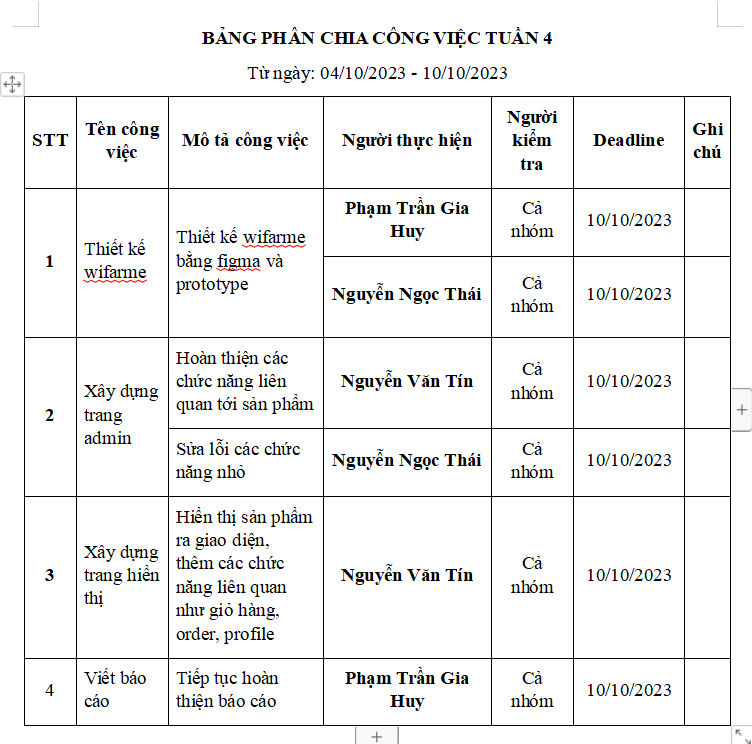 BẢNG PHÂN CHIA CÔNG VIỆC TUẦN 4
Từ ngày: 04/10/2023 - 10/10/2023
STT
Tên công
việc
Mô tả công việc
Người thực hiện
Người
kiểm
tra
Deadline
Ghi
chú
1
Thiết kế
wifarme
Thiết kế wifarme
bằng figma và
prototype
Phạm Trần Gia
Huy
Cả
nhóm
10/10/2023
Nguyễn Ngọc Thái
Cả
nhóm
10/10/2023
2
Xây dựng
trang
admin
Hoàn thiện các
chức năng liên
quan tới sản phẩm
Nguyễn Văn Tín
Cả
nhóm
10/10/2023
Sửa lỗi các chức
năng nhỏ
Nguyễn Ngọc Thái
Cả
nhóm
10/10/2023
3
Xây dựng
trang hiển
thị
Hiển thị sản phẩm
ra giao diện,
thêm các chức
năng liên quan
như giỏ hàng,
order, profile
Nguyễn Văn Tín
Cả
nhóm
10/10/2023
4
Viết báo
cáo
Tiếp tục hoàn
thiện báo cáo
Phạm Trần Gia
Huy
Cả
nhóm
10/10/2023